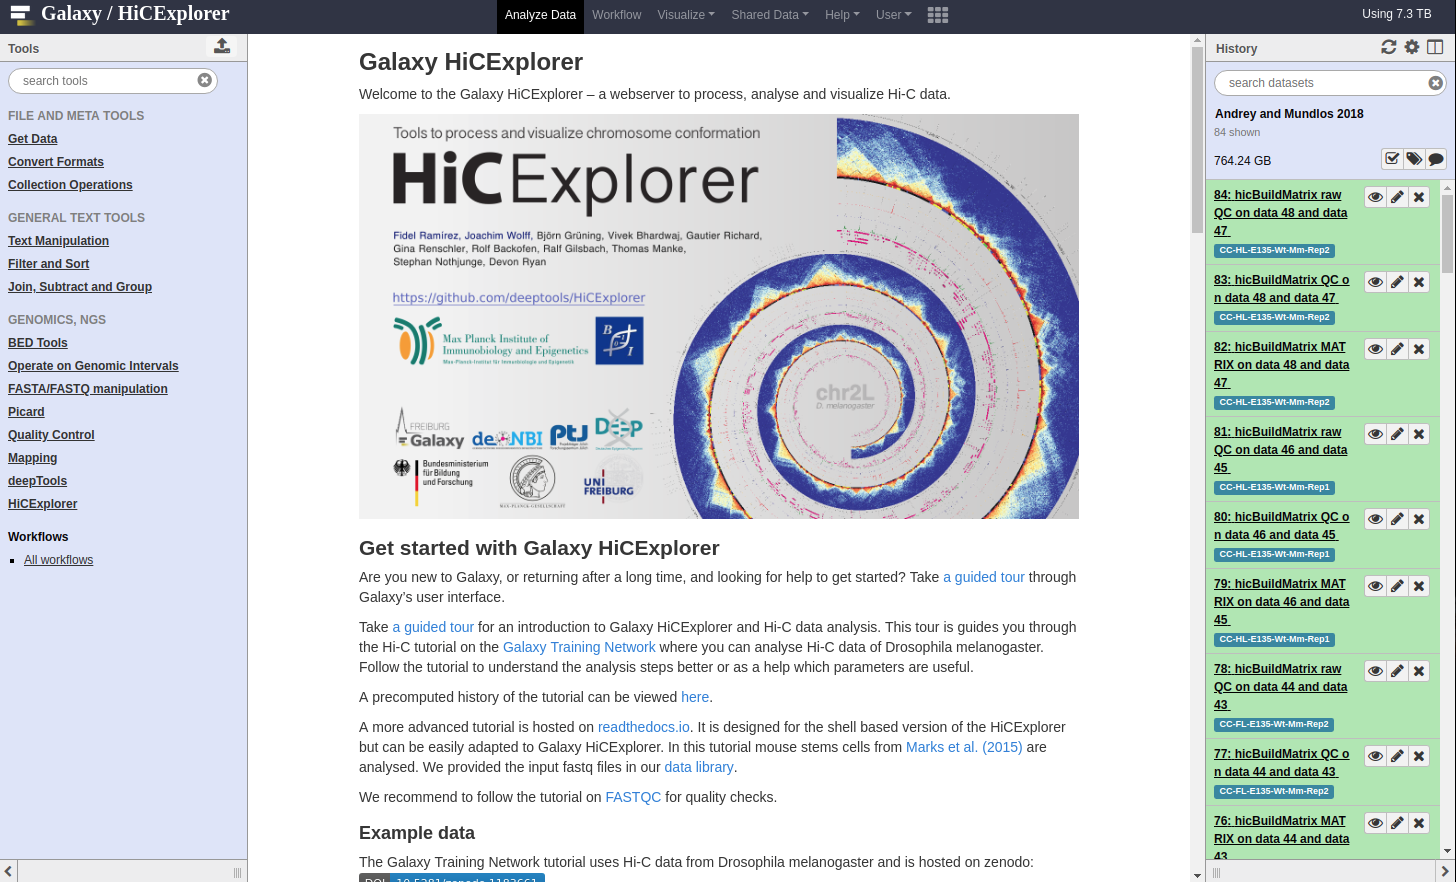 Galaxy / HiCExplorer
Analyze Data
Workflow
Visualize
Shared Data
Help
User
Using 7.3 TB
Tools
search tools
FILE AND META TOOLS
Get Data
Convert Formats
Collection Operations
GENERAL TEXT TOOLS
Text Manipulation
Filter and Sort
Join, Subtract and Group
GENOMICS, NGS
BED Tools
Operate on Genomic Intervals
FASTA/FASTQ manipulation
Picard
Quality Control
Mapping
deepTools
HiCExplorer
Workflows
All workflows
Galaxy HiCExplorer
Welcome to the Galaxy HiCExplorer – a webserver to process, analyse and visualize Hi-C data.
Tools to process and visualize chromosome conformation
HiCExplorer
Fidel Ramírez, Joachim Wolff, Björn Grüning, Vivek Bhardwaj, Gautier Richard,
Gina Renschler, Rolf Backofen, Ralf Gilsbach, Thomas Manke,
Stephan Nothjunge, Devon Ryan
https://github.com/deeptools/HiCExplorer
Max Planck Institute of
Immunobiology and Epigenetics
Max-Planck-Institut für Immunbiologie und Epigenetik
chr2L
D. melanogaster
FREIBURG
Galaxy
de.NBI
Bundesministerium
für Bildung
und Forschung
MAX-PLANCK-GESELLSCHAFT
UNI
FREIBURG
Get started with Galaxy HiCExplorer
Are you new to Galaxy, or returning after a long time, and looking for help to get started? Take a guided tour through
Galaxy's user interface.
Take a guided tour for an introduction to Galaxy HiCExplorer and Hi-C data analysis. This tour is guides you through
the Hi-C tutorial on the Galaxy Training Network where you can analyse Hi-C data of Drosophila melanogaster.
Follow the tutorial to understand the analysis steps better or as a help which parameters are useful.
A precomputed history of the tutorial can be viewed here.
A more advanced tutorial is hosted on readthedocs.io. It is designed for the shell based version of the HiCExplorer
but can be easily adapted to Galaxy HiCExplorer. In this tutorial mouse stems cells from Marks et al. (2015) are
analysed. We provided the input fastq files in our data library.
We recommend to follow the tutorial on FASTQC for quality checks.
Example data
The Galaxy Training Network tutorial uses Hi-C data from Drosophila melanogaster and is hosted on zenodo:
DOI 10.5281/zenodo.1183661
History
search datasets
Andrey and Mundlos 2018
84 shown
764.24 GB
84: hicBuildMatrix raw
QC on data 48 and data
47
CC-HL-E135-Wt-Mm-Rep2
83: hicBuildMatrix QC o
n data 48 and data 47
CC-HL-E135-Wt-Mm-Rep2
82: hicBuildMatrix MAT
RIX on data 48 and data
47
CC-HL-E135-Wt-Mm-Rep2
81: hicBuildMatrix raw
QC on data 46 and data
45
CC-HL-E135-Wt-Mm-Rep1
80: hicBuildMatrix QC o
n data 46 and data 45
CC-HL-E135-Wt-Mm-Rep1
79: hicBuildMatrix MAT
RIX on data 46 and data
45
CC-HL-E135-Wt-Mm-Rep1
78: hicBuildMatrix raw
QC on data 44 and data
43
CC-FL-E135-Wt-Mm-Rep2
77: hicBuildMatrix QC o
n data 44 and data 43
CC-FL-E135-Wt-Mm-Rep2
76: hicBuildMatrix MAT
RIX on data 44 and data
43